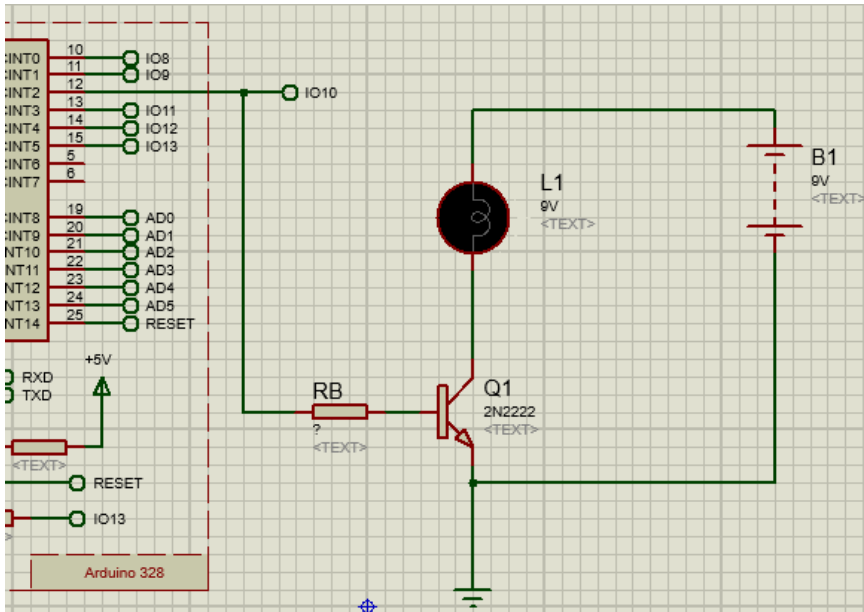 10
IO8
CINT0
11
IO9
CINT1
12
IO10
CINT2
13
IO11
CINT3
14
IO12
CINT4
15
IO13
CINT5
5
CINT6
6
CINT7
19
AD0
CINT8
20
AD1
CINT9
21
AD2
NT10
22
AD3
NT11
23
AD4
NT12
24
AD5
NT13
25
RESET
NT14
L1
9V
<TEXT>
B1
9V
<TEXT>
+5V
RXD
TXD
<TEXT>
RESET
IO13
RB
?
<TEXT>
Q1
2N2222
<TEXT>
Arduino 328